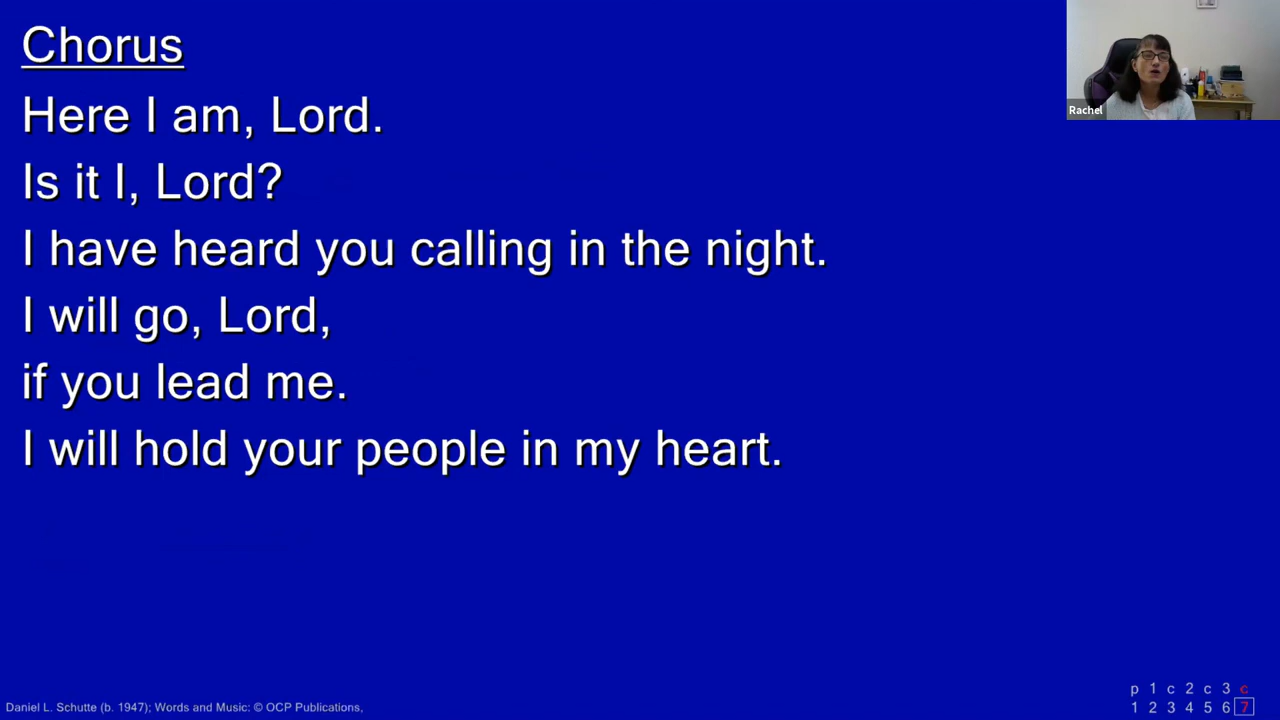 Chorus
Here I am, Lord.
Is it I, Lord?
I have heard you calling in the night.
I will go, Lord,
if you lead me.
I will hold your people in my heart.
Rachel
p 1 c 2 c 3 c
1 2 3 4 5 6 7
Daniel L. Schutte (b. 1947); Words and Music: © OCP Publications,